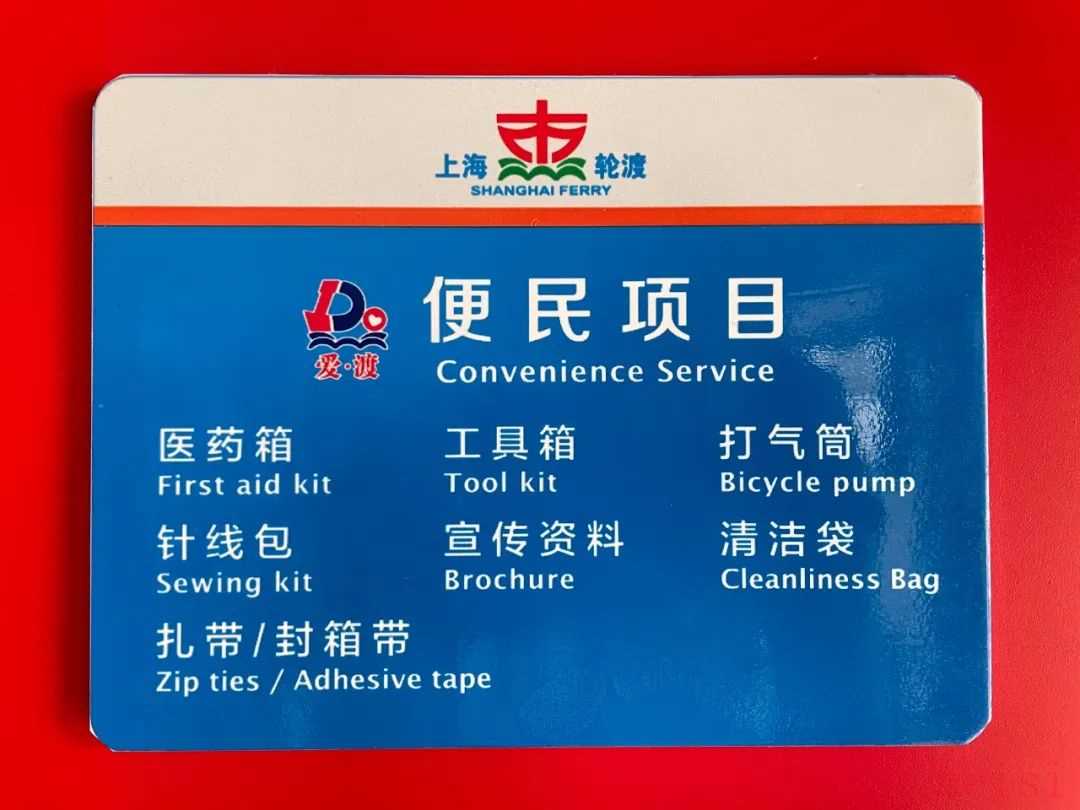 上海 轮渡
SHANGHAI FERRY
便民项目
爱·渡
Convenience Service
医药箱 工具箱 打气筒
First aid kit Tool kit Bicycle pump
针线包 宣传资料 清洁袋
Sewing kit Brochure Cleanliness Bag
扎带/封箱带
Zip ties / Adhesive tape